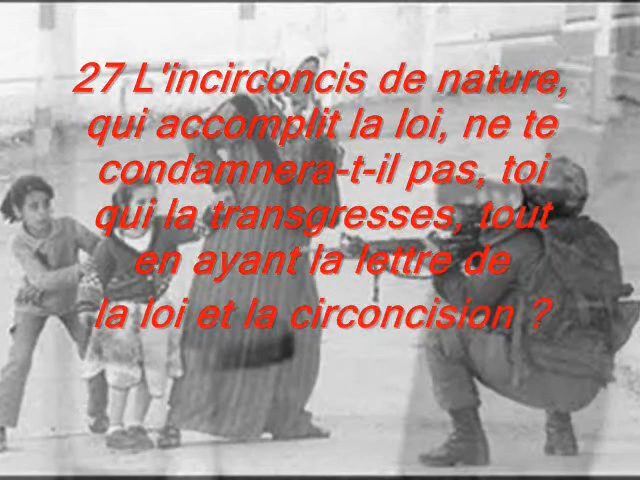 27 L'incirconcis de nature,
qui accomplit la loi, ne te
condamnera-t-il pas, toi
qui la transgresses, tout
en ayant la lettre de
la loi et la circoncision ?